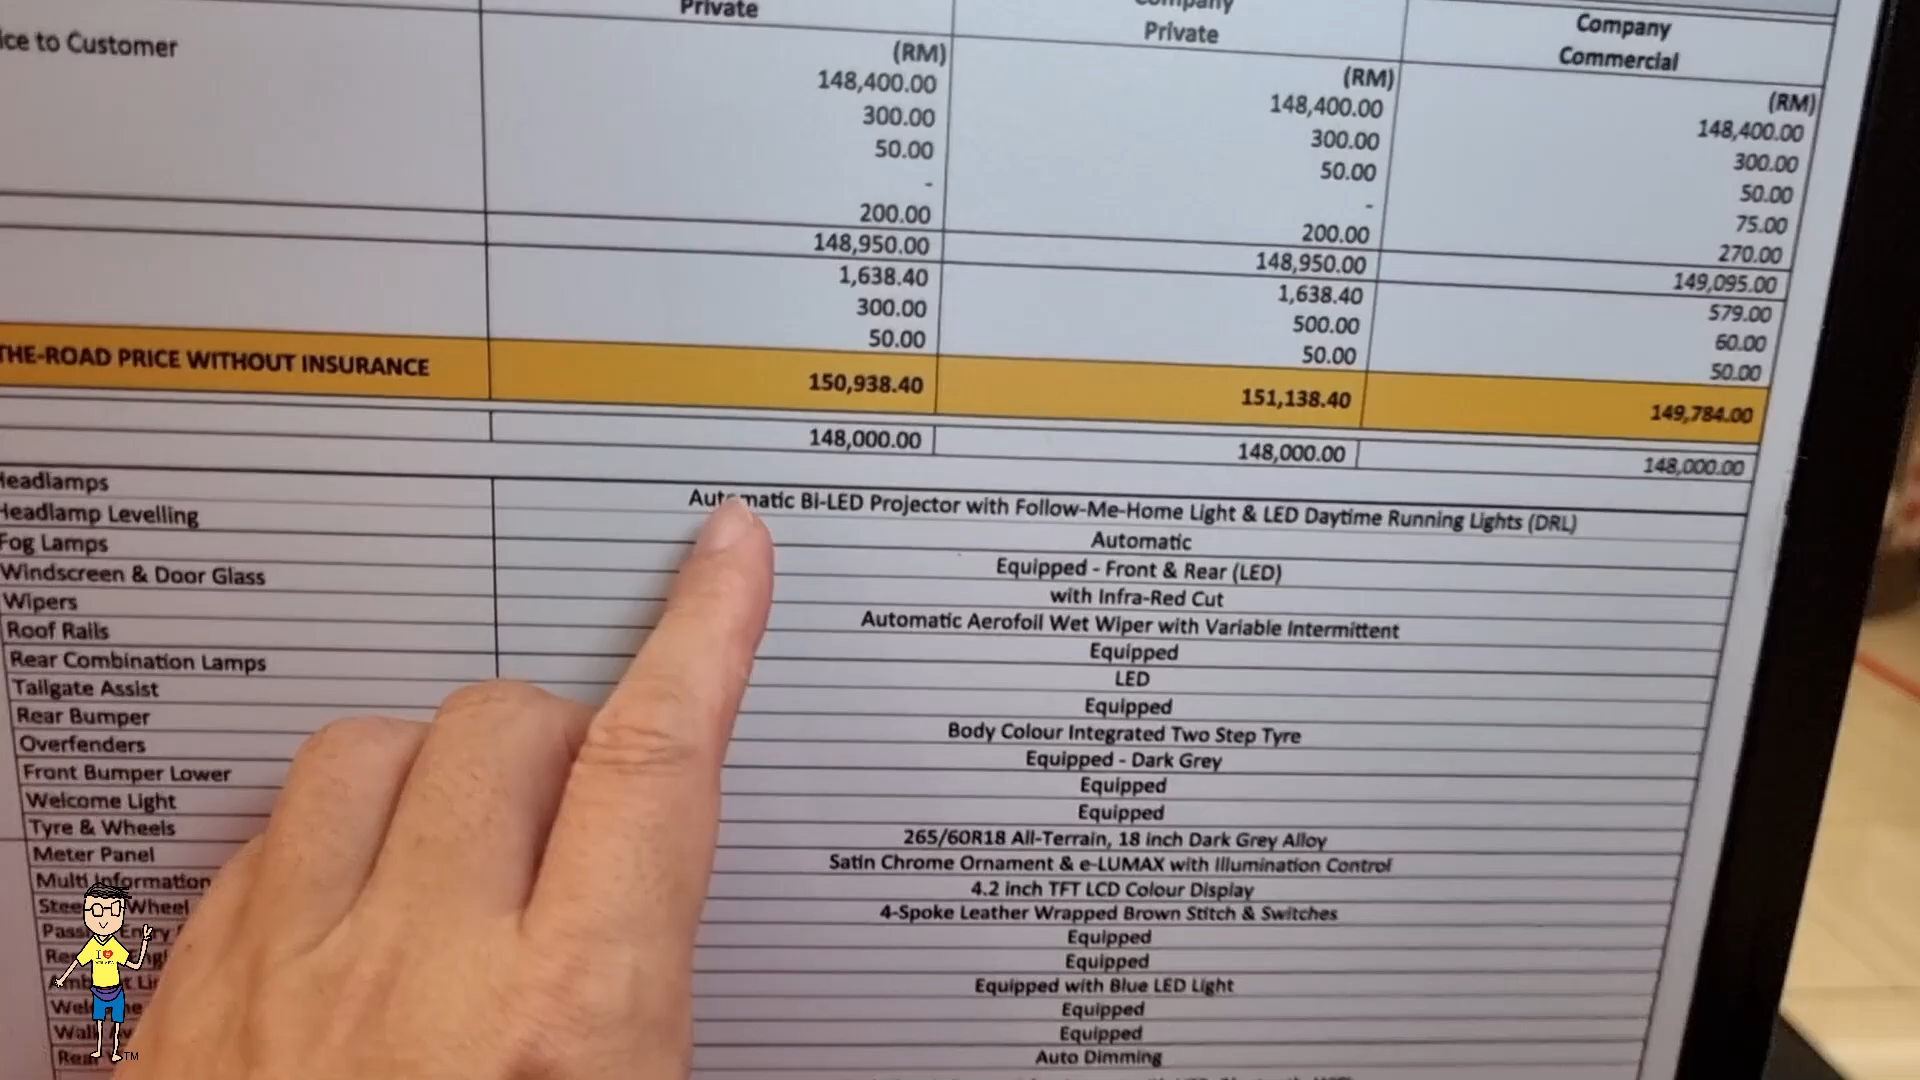 Private
Company
Private
Company
Commercial
ice to Customer
(RM) (RM) (RM)
148,400.00 148,400.00 148,400.00
300.00 300.00 300.00
50.00 50.00 50.00
- - 75.00
200.00 200.00 270.00
148,950.00 148,950.00 149,095.00
1,638.40 1,638.40 579.00
300.00 500.00 60.00
50.00 50.00 50.00
THE-ROAD PRICE WITHOUT INSURANCE 150,938.40 151,138.40 149,784.00
148,000.00 148,000.00 148,000.00
Headlamps Automatic Bi-LED Projector with Follow-Me-Home Light & LED Daytime Running Lights (DRL)
Headlamp Levelling Automatic
Fog Lamps Equipped - Front & Rear (LED)
Windscreen & Door Glass with Infra-Red Cut
Wipers Automatic Aerofoil Wet Wiper with Variable Intermittent
Roof Rails Equipped
Rear Combination Lamps LED
Tailgate Assist Equipped
Rear Bumper Body Colour Integrated Two Step Tyre
Overfenders Equipped - Dark Grey
Front Bumper Lower Equipped
Welcome Light Equipped
Tyre & Wheels 265/60R18 All-Terrain, 18 inch Dark Grey Alloy
Meter Panel Satin Chrome Ornament & e-LUMAX with Illumination Control
Multi Information 4.2 inch TFT LCD Colour Display
Wheel 4-Spoke Leather Wrapped Brown Stitch & Switches
Entry Equipped
Equipped
Equipped with Blue LED Light
Equipped
Equipped
Auto Dimming
I
TM